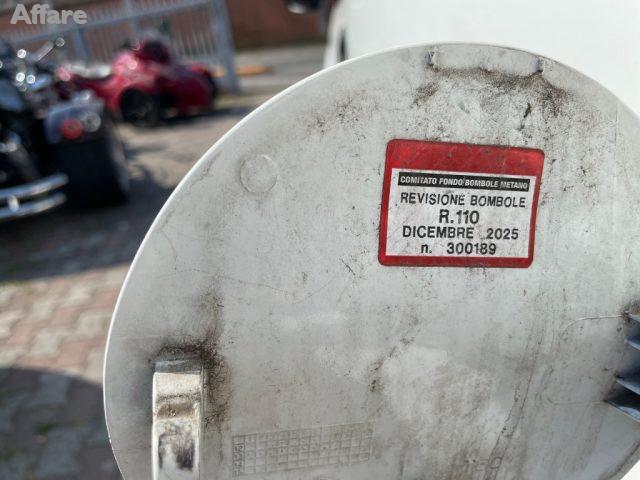 Affare
COMITATO FONDO BOMBOLE METANO
REVISIONE BOMBOLE
R.110
DICEMBRE 2025
n. 300189